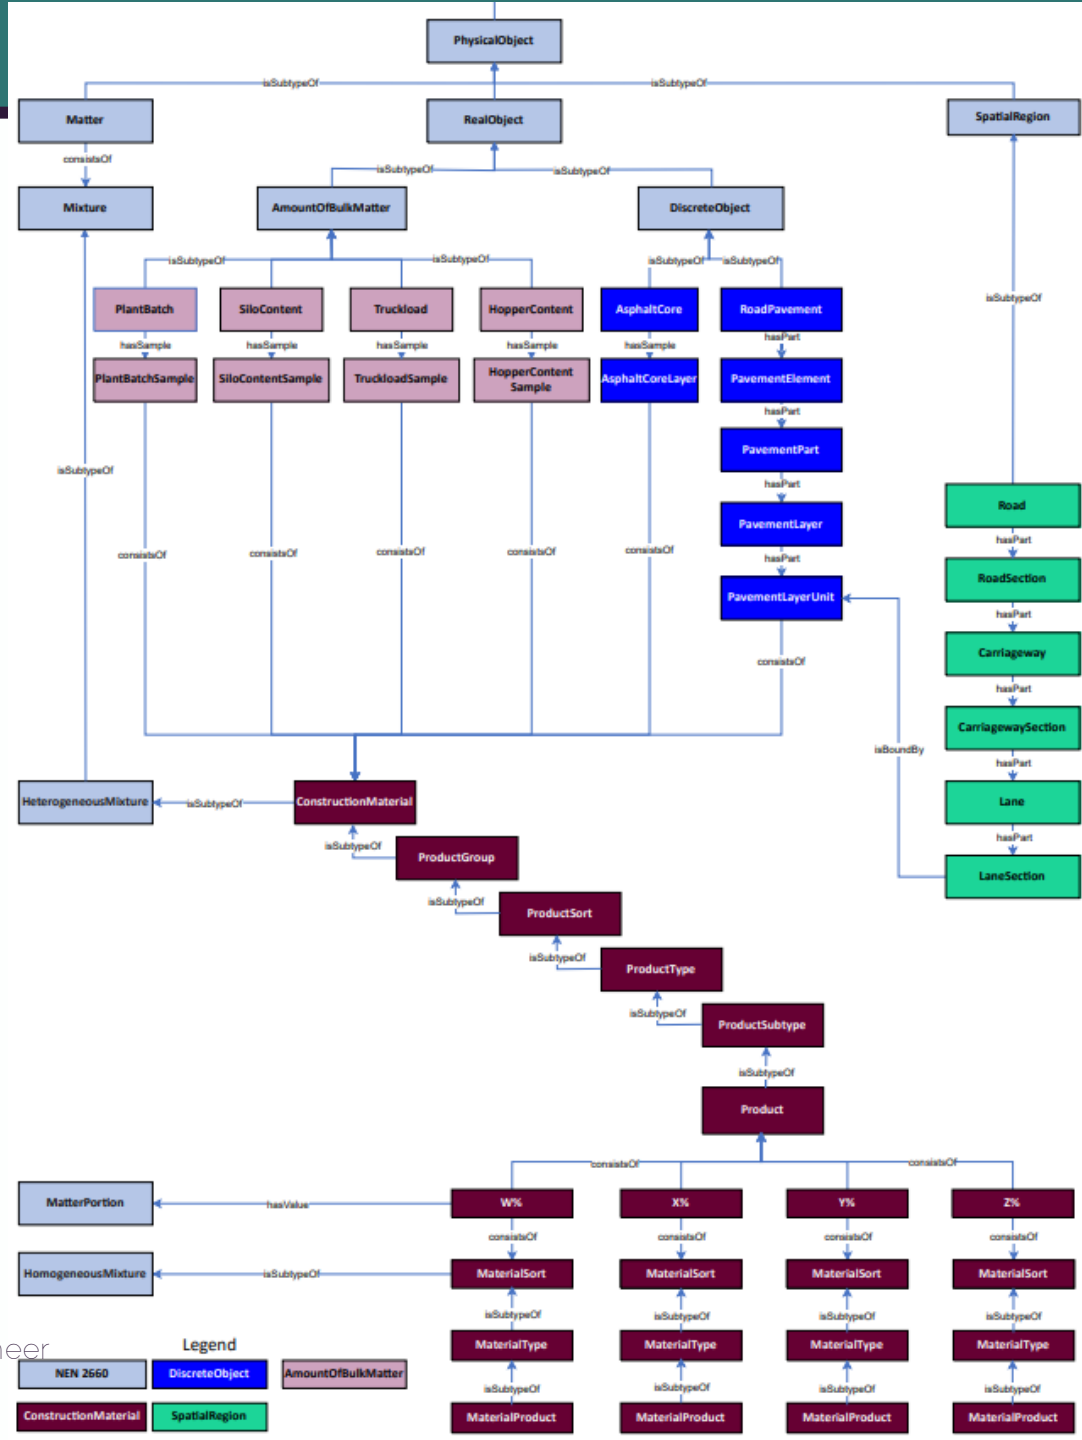 PhysicalObject
isSubtypeOf
isSubtypeOf
Matter
RealObject
SpatialRegion
consistsOf
isSubtypeOf
isSubtypeOf
Mixture
AmountOfBulkMatter
DiscreteObject
isSubtypeOf
isSubtypeOf
isSubtypeOf
isSubtypeOf
isSubtypeOf
PlantBatch
SiloContent
Truckload
HopperContent
AsphaltCore
RoadPavement
hasSample
hasSample
hasSample
hasSample
hasSample
hasPart
PlantBatchSample
SiloContentSample
TruckloadSample
HopperContent
Sample
AsphaltCoreLayer
PavementElement
hasPart
PavementPart
isSubtypeOf
hasPart
Road
PavementLayer
hasPart
consistsOf
consistsOf
consistsOf
consistsOf
consistsOf
hasPart
RoadSection
PavementLayerUnit
hasPart
Carriageway
consistsOf
hasPart
CarriagewaySection
isBoundBy
hasPart
HeterogeneousMixture
isSubtypeOf
ConstructionMaterial
Lane
hasPart
isSubtypeOf
ProductGroup
LaneSection
isSubtypeOf
ProductSort
isSubtypeOf
ProductType
isSubtypeOf
ProductSubtype
isSubtypeOf
Product
consistsOf
consistsOf
MatterPortion
hasValue
W%
X%
Y%
Z%
consistsOf
consistsOf
consistsOf
consistsOf
HomogeneousMixture
isSubtypeOf
MaterialSort
MaterialSort
MaterialSort
MaterialSort
isSubtypeOf
isSubtypeOf
isSubtypeOf
isSubtypeOf
MaterialType
MaterialType
MaterialType
MaterialType
isSubtypeOf
isSubtypeOf
isSubtypeOf
isSubtypeOf
MaterialProduct
MaterialProduct
MaterialProduct
MaterialProduct
neer
Legend
NEN 2660
DiscreteObject
AmountOfBulkMatter
ConstructionMaterial
SpatialRegion